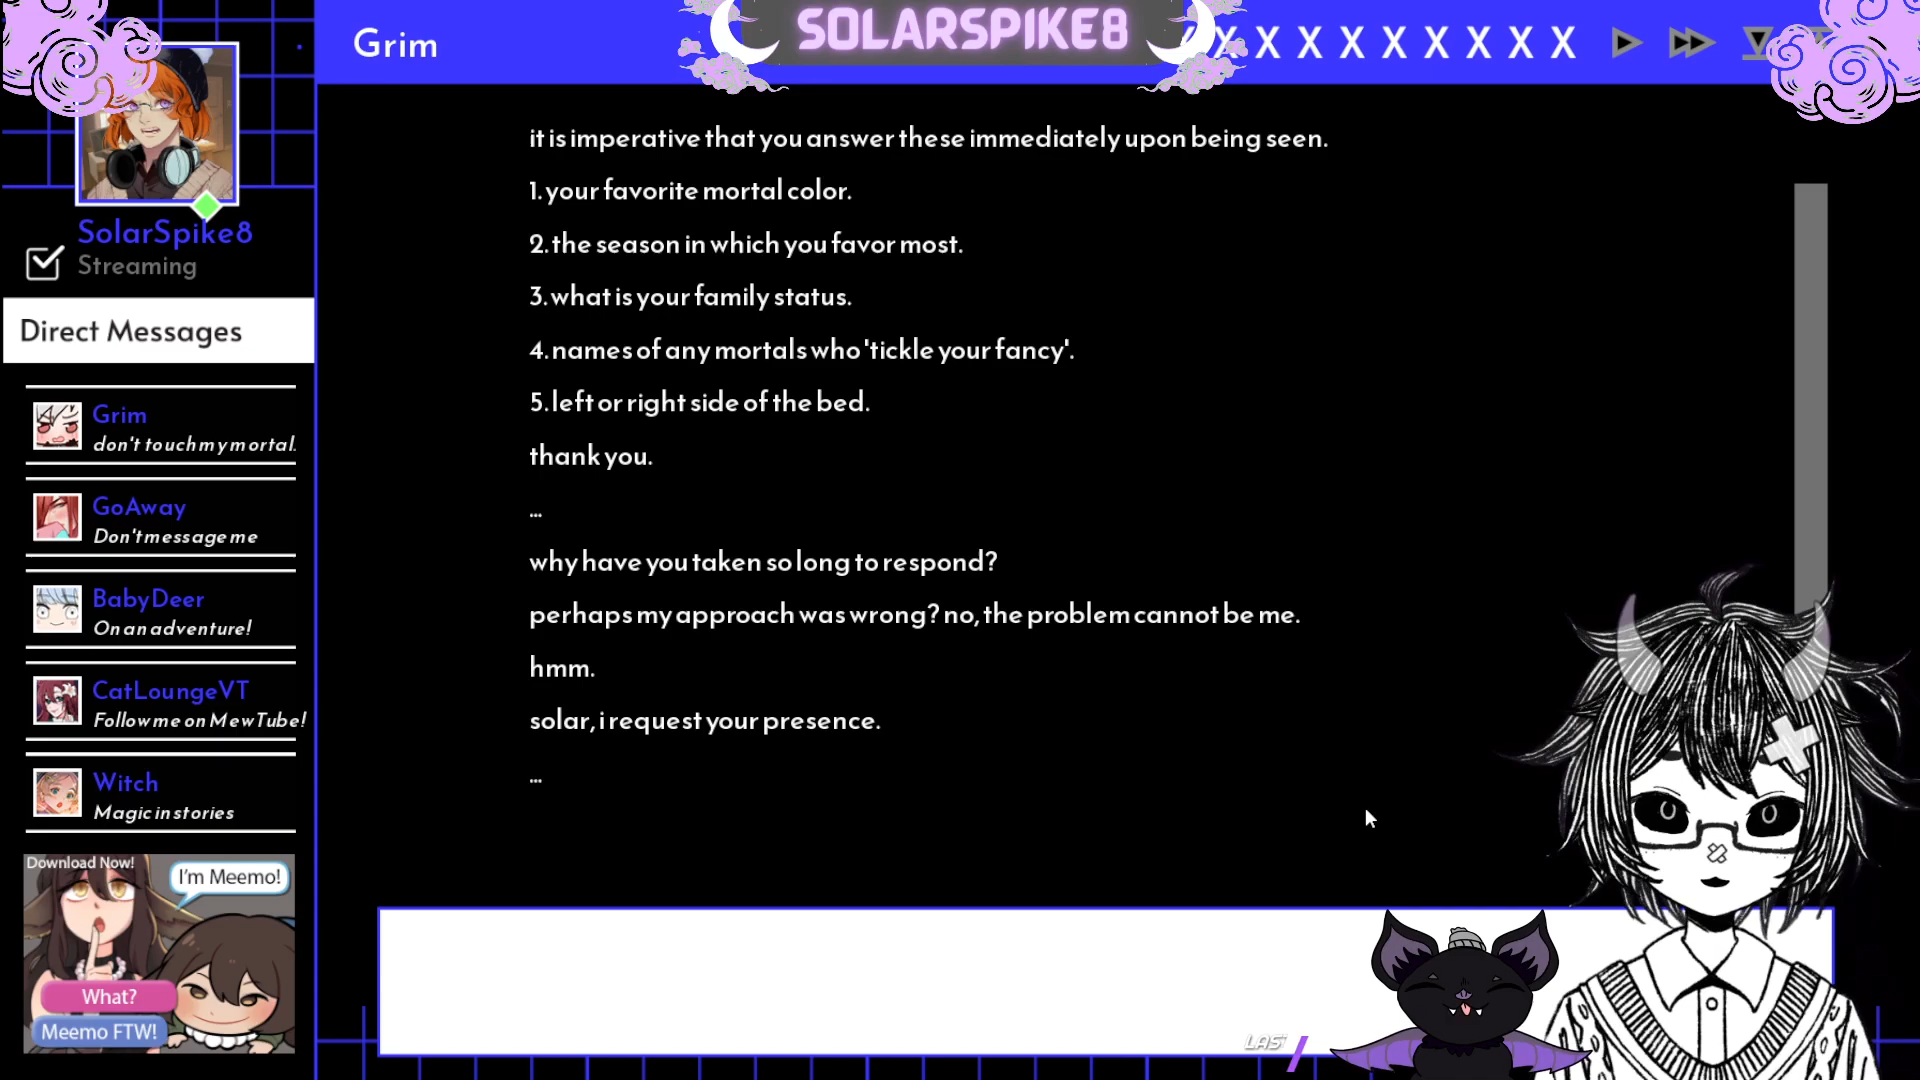 SOLARSPIKE8
Grim
X X X X X X X X X
SolarSpike8
Streaming
Direct Messages
Grim
don't touch my mortal.
GoAway
Don't message me
BabyDeer
On an adventure!
CatLoungeVT
Follow me on MewTube!
Witch
Magic in stories
Download Now!
I'm Meemo!
What?
Meemo FTW!
it is imperative that you answer these immediately upon being seen.
1. your favorite mortal color.
2. the season in which you favor most.
3. what is your family status.
4. names of any mortals who 'tickle your fancy'.
5. left or right side of the bed.
thank you.
...
why have you taken so long to respond?
perhaps my approach was wrong? no, the problem cannot be me.
hmm.
solar, i request your presence.
...